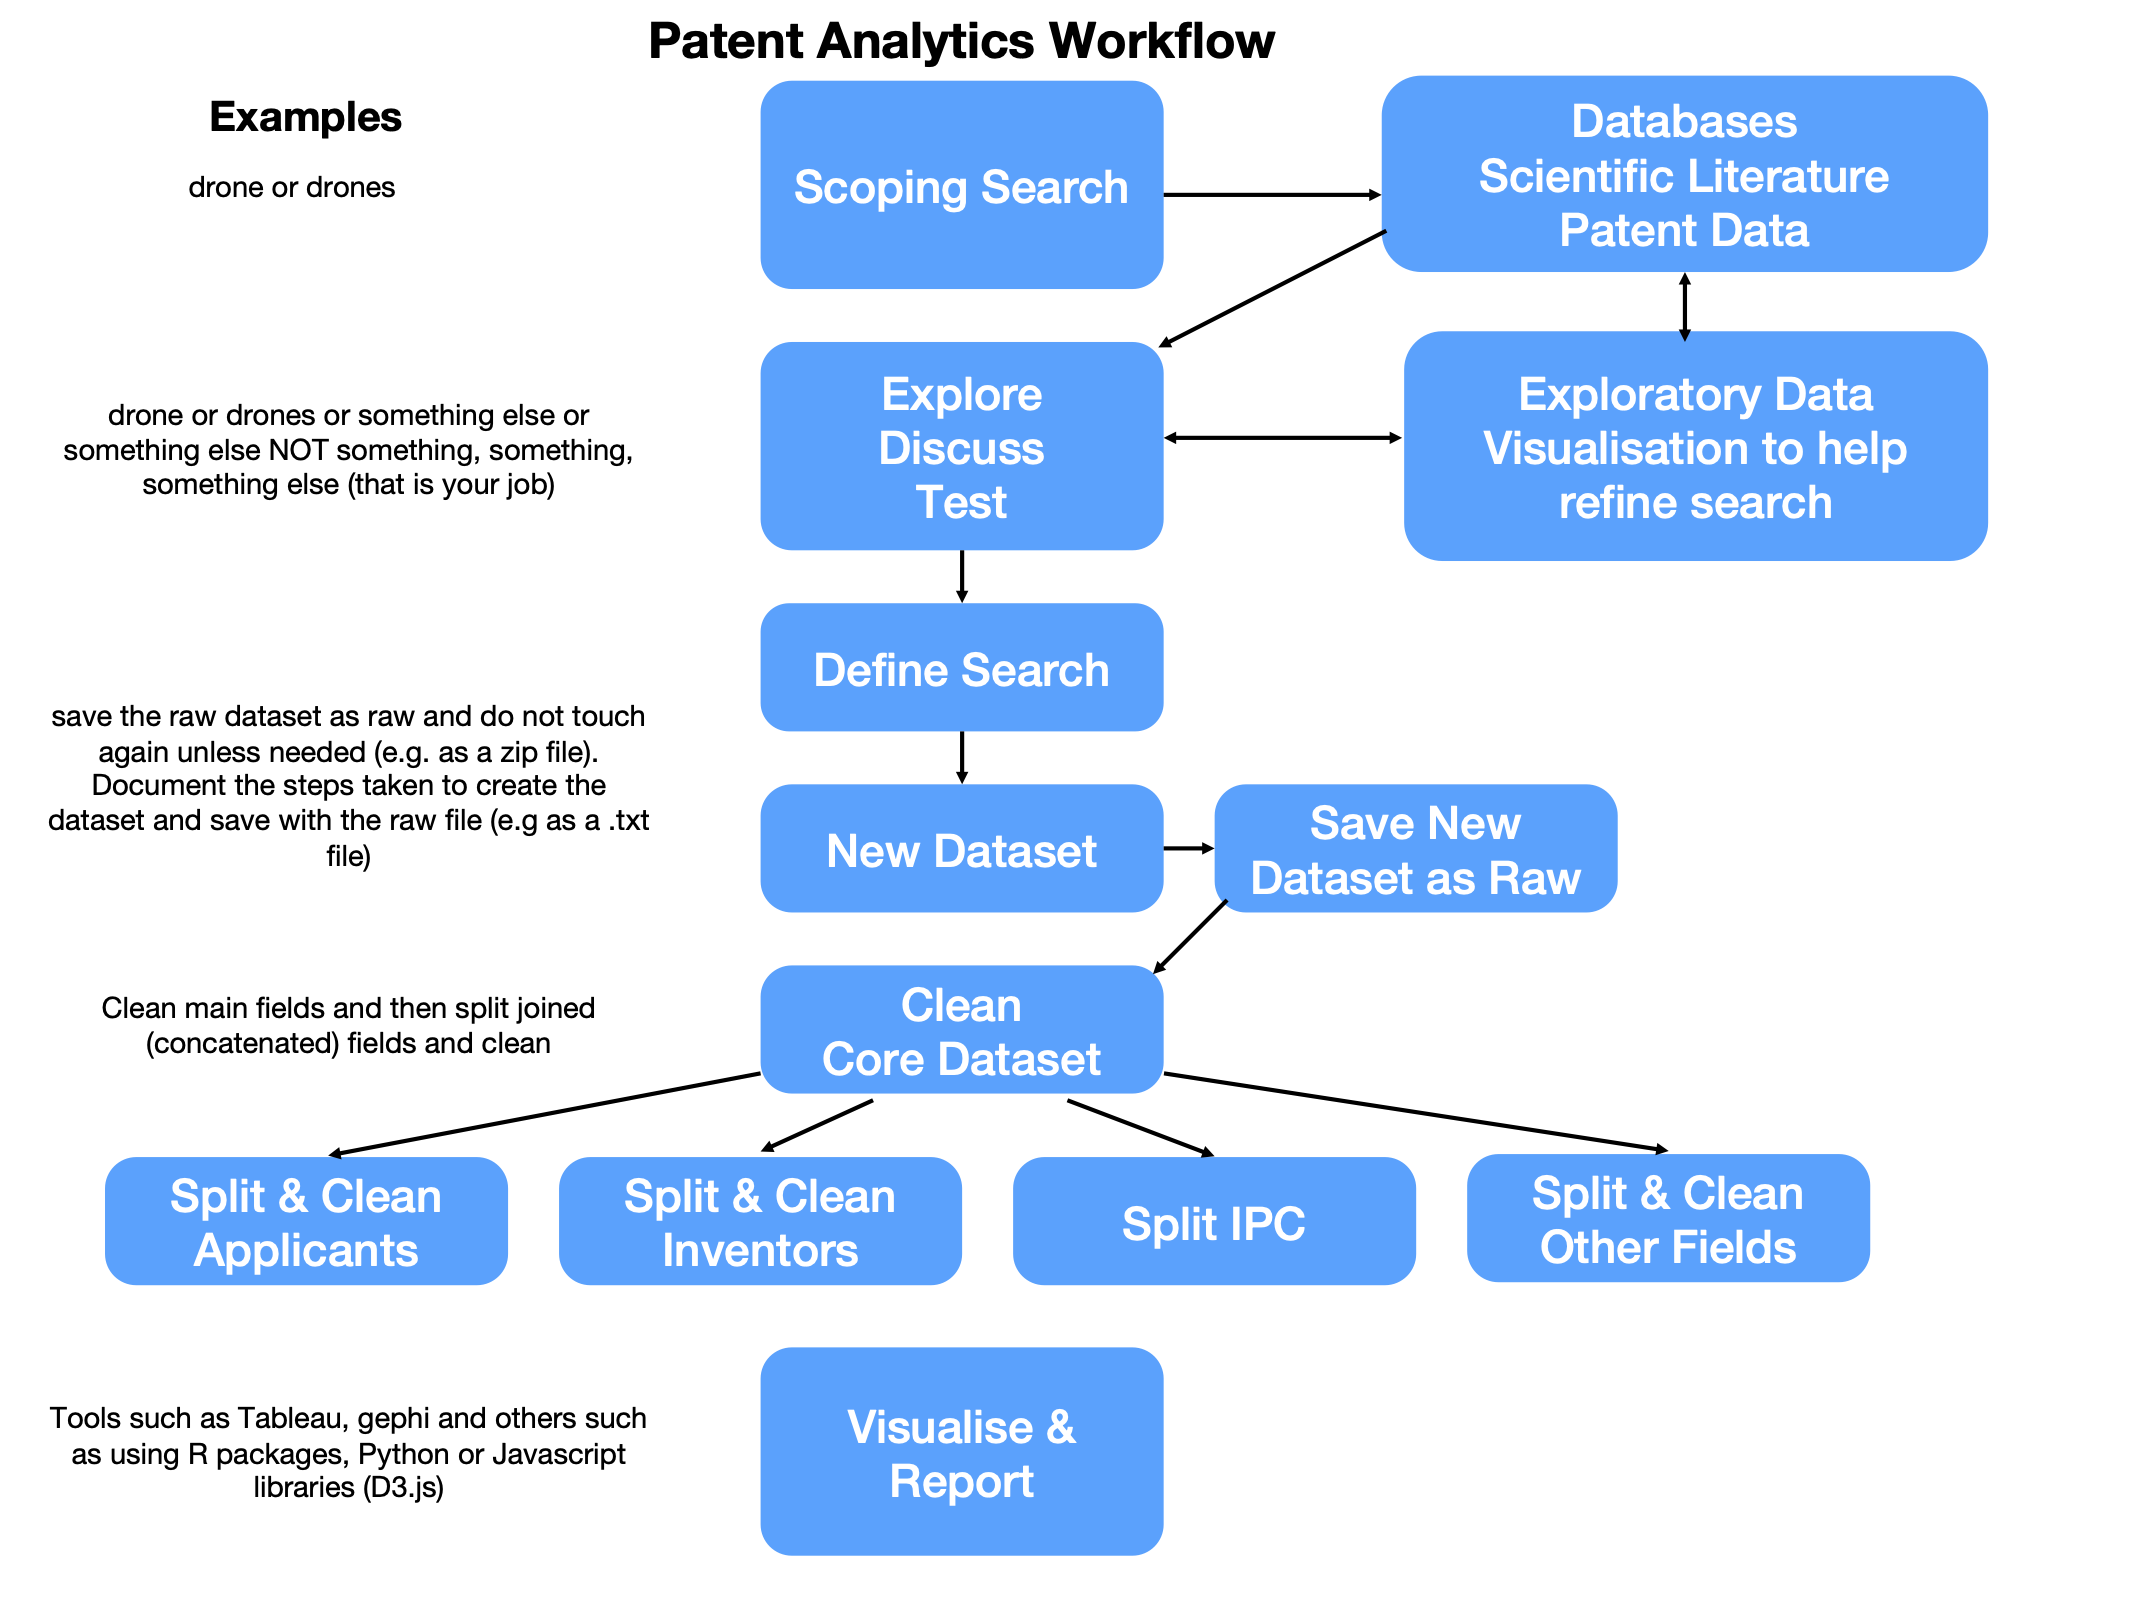 Patent Analytics Workflow
Examples
drone or drones
Scoping Search
Databases
Scientific Literature
Patent Data
drone or drones or something else or
something else NOT something, something,
something else (that is your job)
Explore
Discuss
Test
Exploratory Data
Visualisation to help
refine search
Define Search
save the raw dataset as raw and do not touch
again unless needed (e.g. as a zip file).
Document the steps taken to create the
dataset and save with the raw file (e.g as a .txt
file)
New Dataset
Save New
Dataset as Raw
Clean main fields and then split joined
(concatenated) fields and clean
Clean
Core Dataset
Split & Clean
Applicants
Split & Clean
Inventors
Split IPC
Split & Clean
Other Fields
Tools such as Tableau, gephi and others such
as using R packages, Python or Javascript
libraries (D3.js)
Visualise &
Report